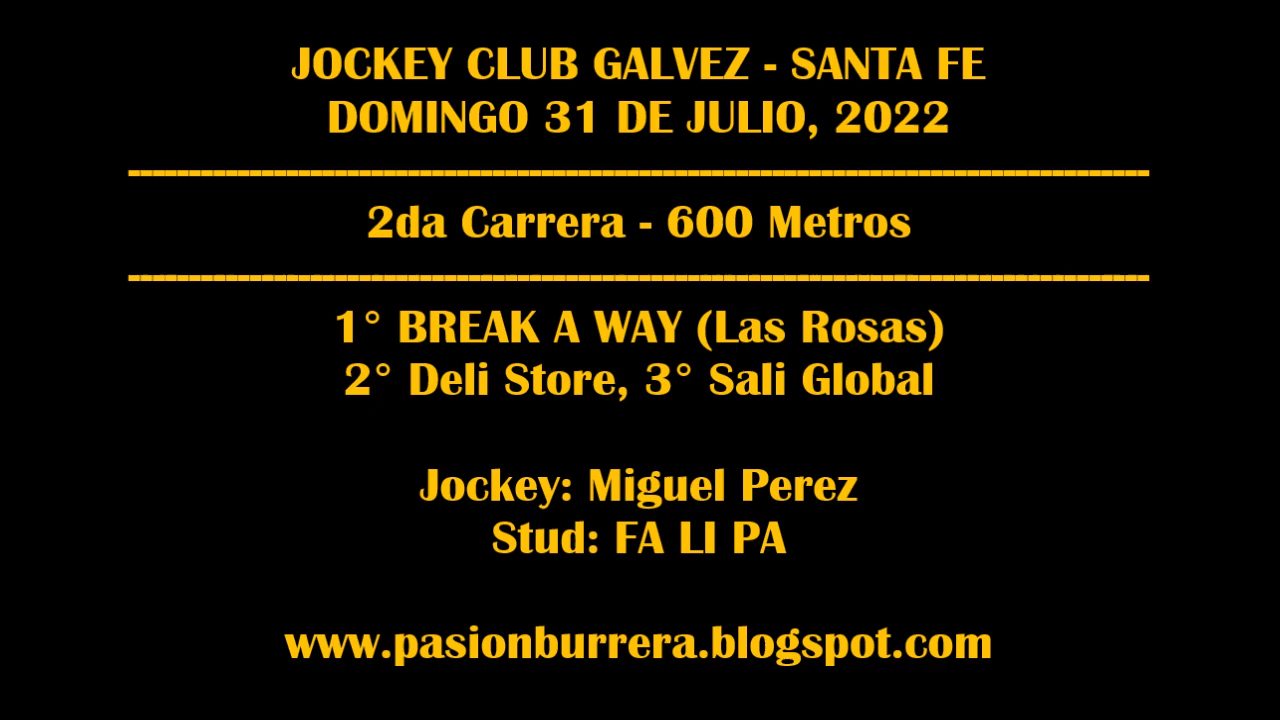 JOCKEY CLUB GALVEZ - SANTA FE
DOMINGO 31 DE JULIO, 2022
------------------------------------------------------------------------------------
2da Carrera - 600 Metros
------------------------------------------------------------------------------------
1° BREAK A WAY (Las Rosas)
2° Deli Store, 3° Sali Global
Jockey: Miguel Perez
Stud: FA LI PA
www.pasionburrera.blogspot.com